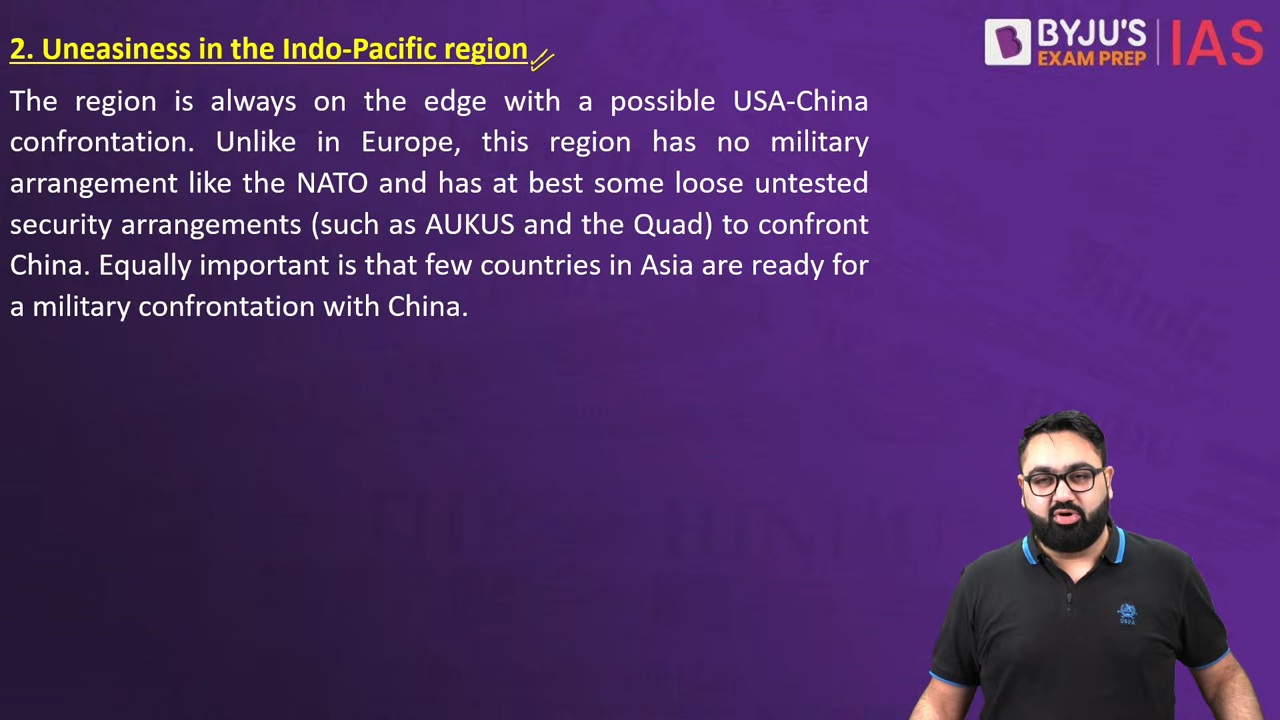 2. Uneasiness in the Indo-Pacific region
BYJU'S
EXAM PREP
IAS
The region is always on the edge with a possible USA-China
confrontation. Unlike in Europe, this region has no military
arrangement like the NATO and has at best some loose untested
security arrangements (such as AUKUS and the Quad) to confront
China. Equally important is that few countries in Asia are ready for
a military confrontation with China.